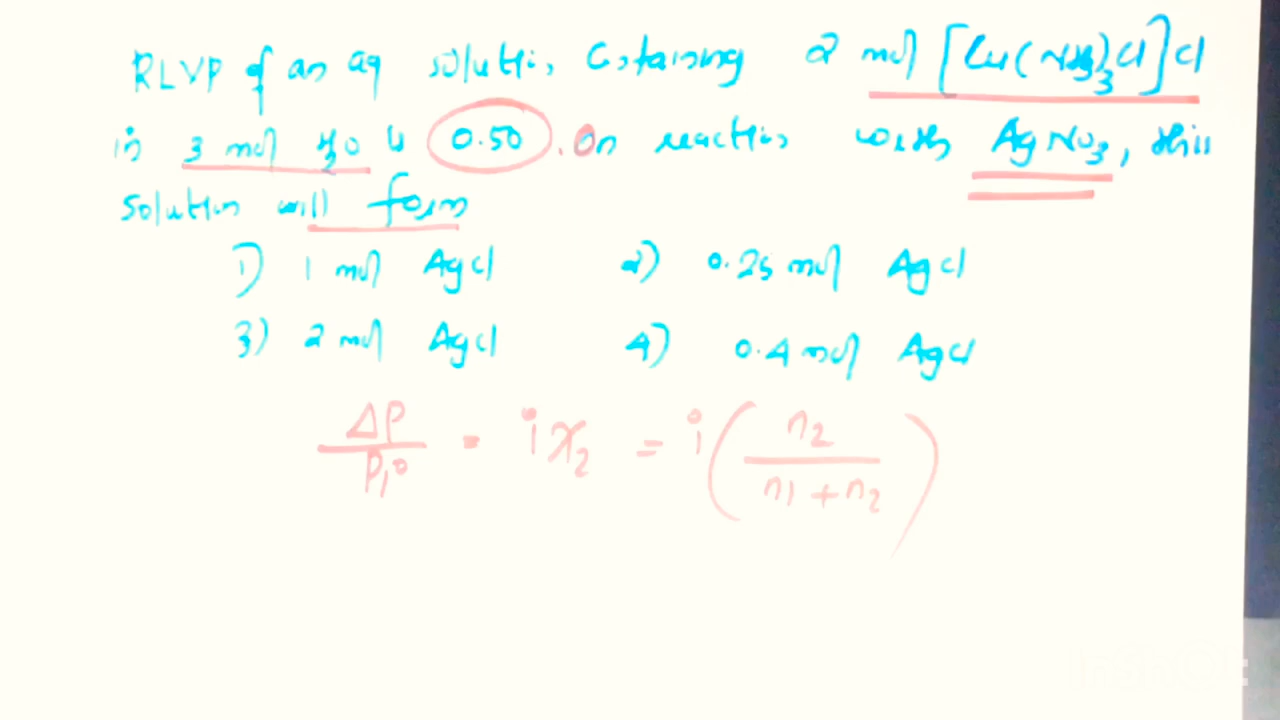 RLVP of an aq solution containing 2 mol [Cu(NH3)3Cl]Cl
in 3 mol H2O is 0.50. On reaction with AgNO3, this
solution will form
1) 1 mol AgCl 2) 0.25 mol AgCl
3) 2 mol AgCl 4) 0.4 mol AgCl
ΔP/P1° = i x2 = i(n2/(n1+n2))
InShOt